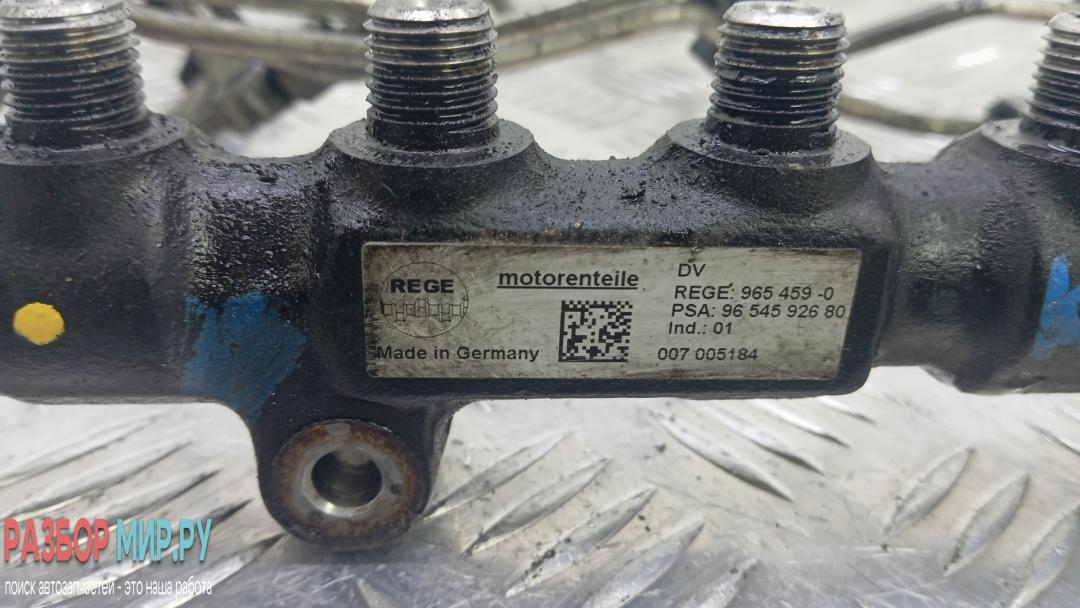 REGE
motorenteile
Made in Germany
DV
REGE: 965 459 -0
PSA: 96 545 926 80
Ind.: 01
007 005184
РАЗБОР МИР.РУ
поиск автозапчастей - это наша работа